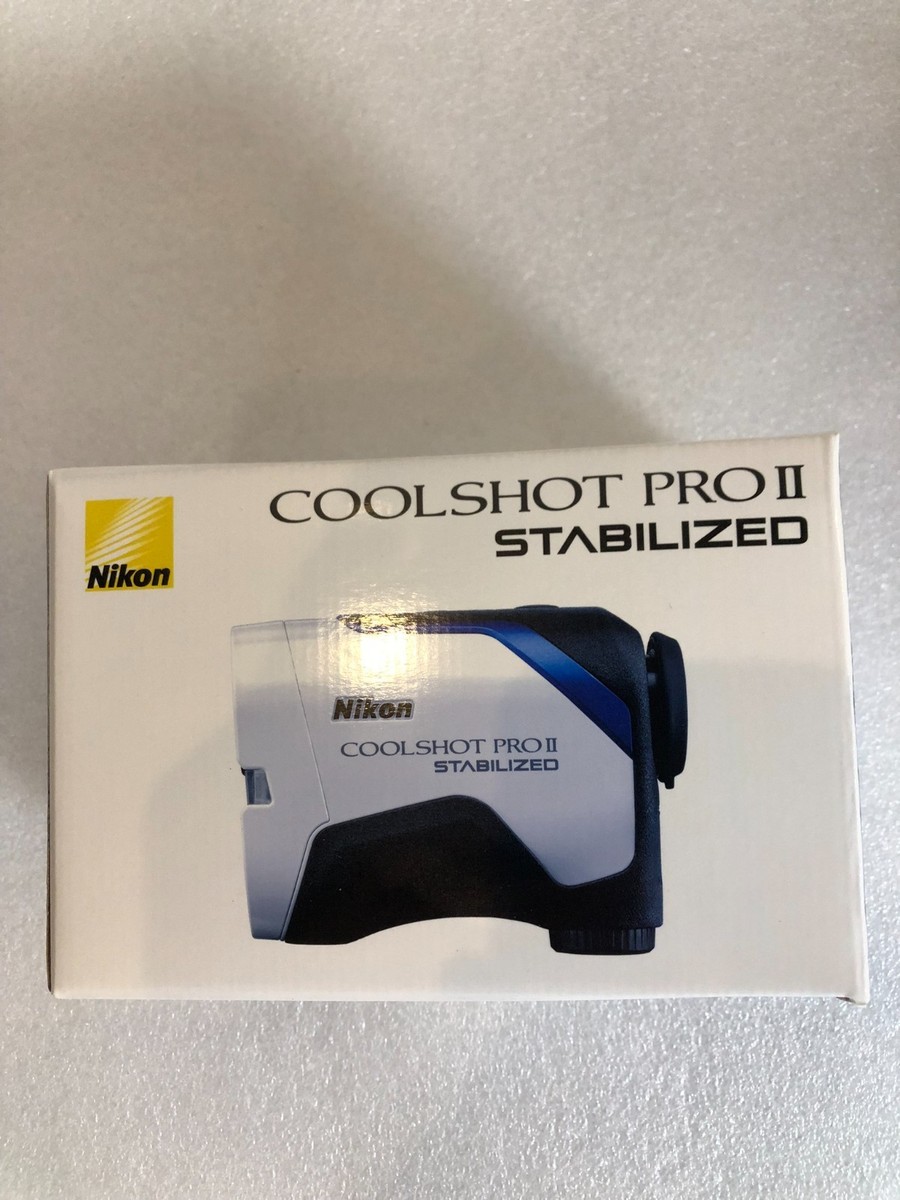 COOLSHOT PRO II
STABILIZED
Nikon
Nikon
COOLSHOT PRO II
STABILIZED